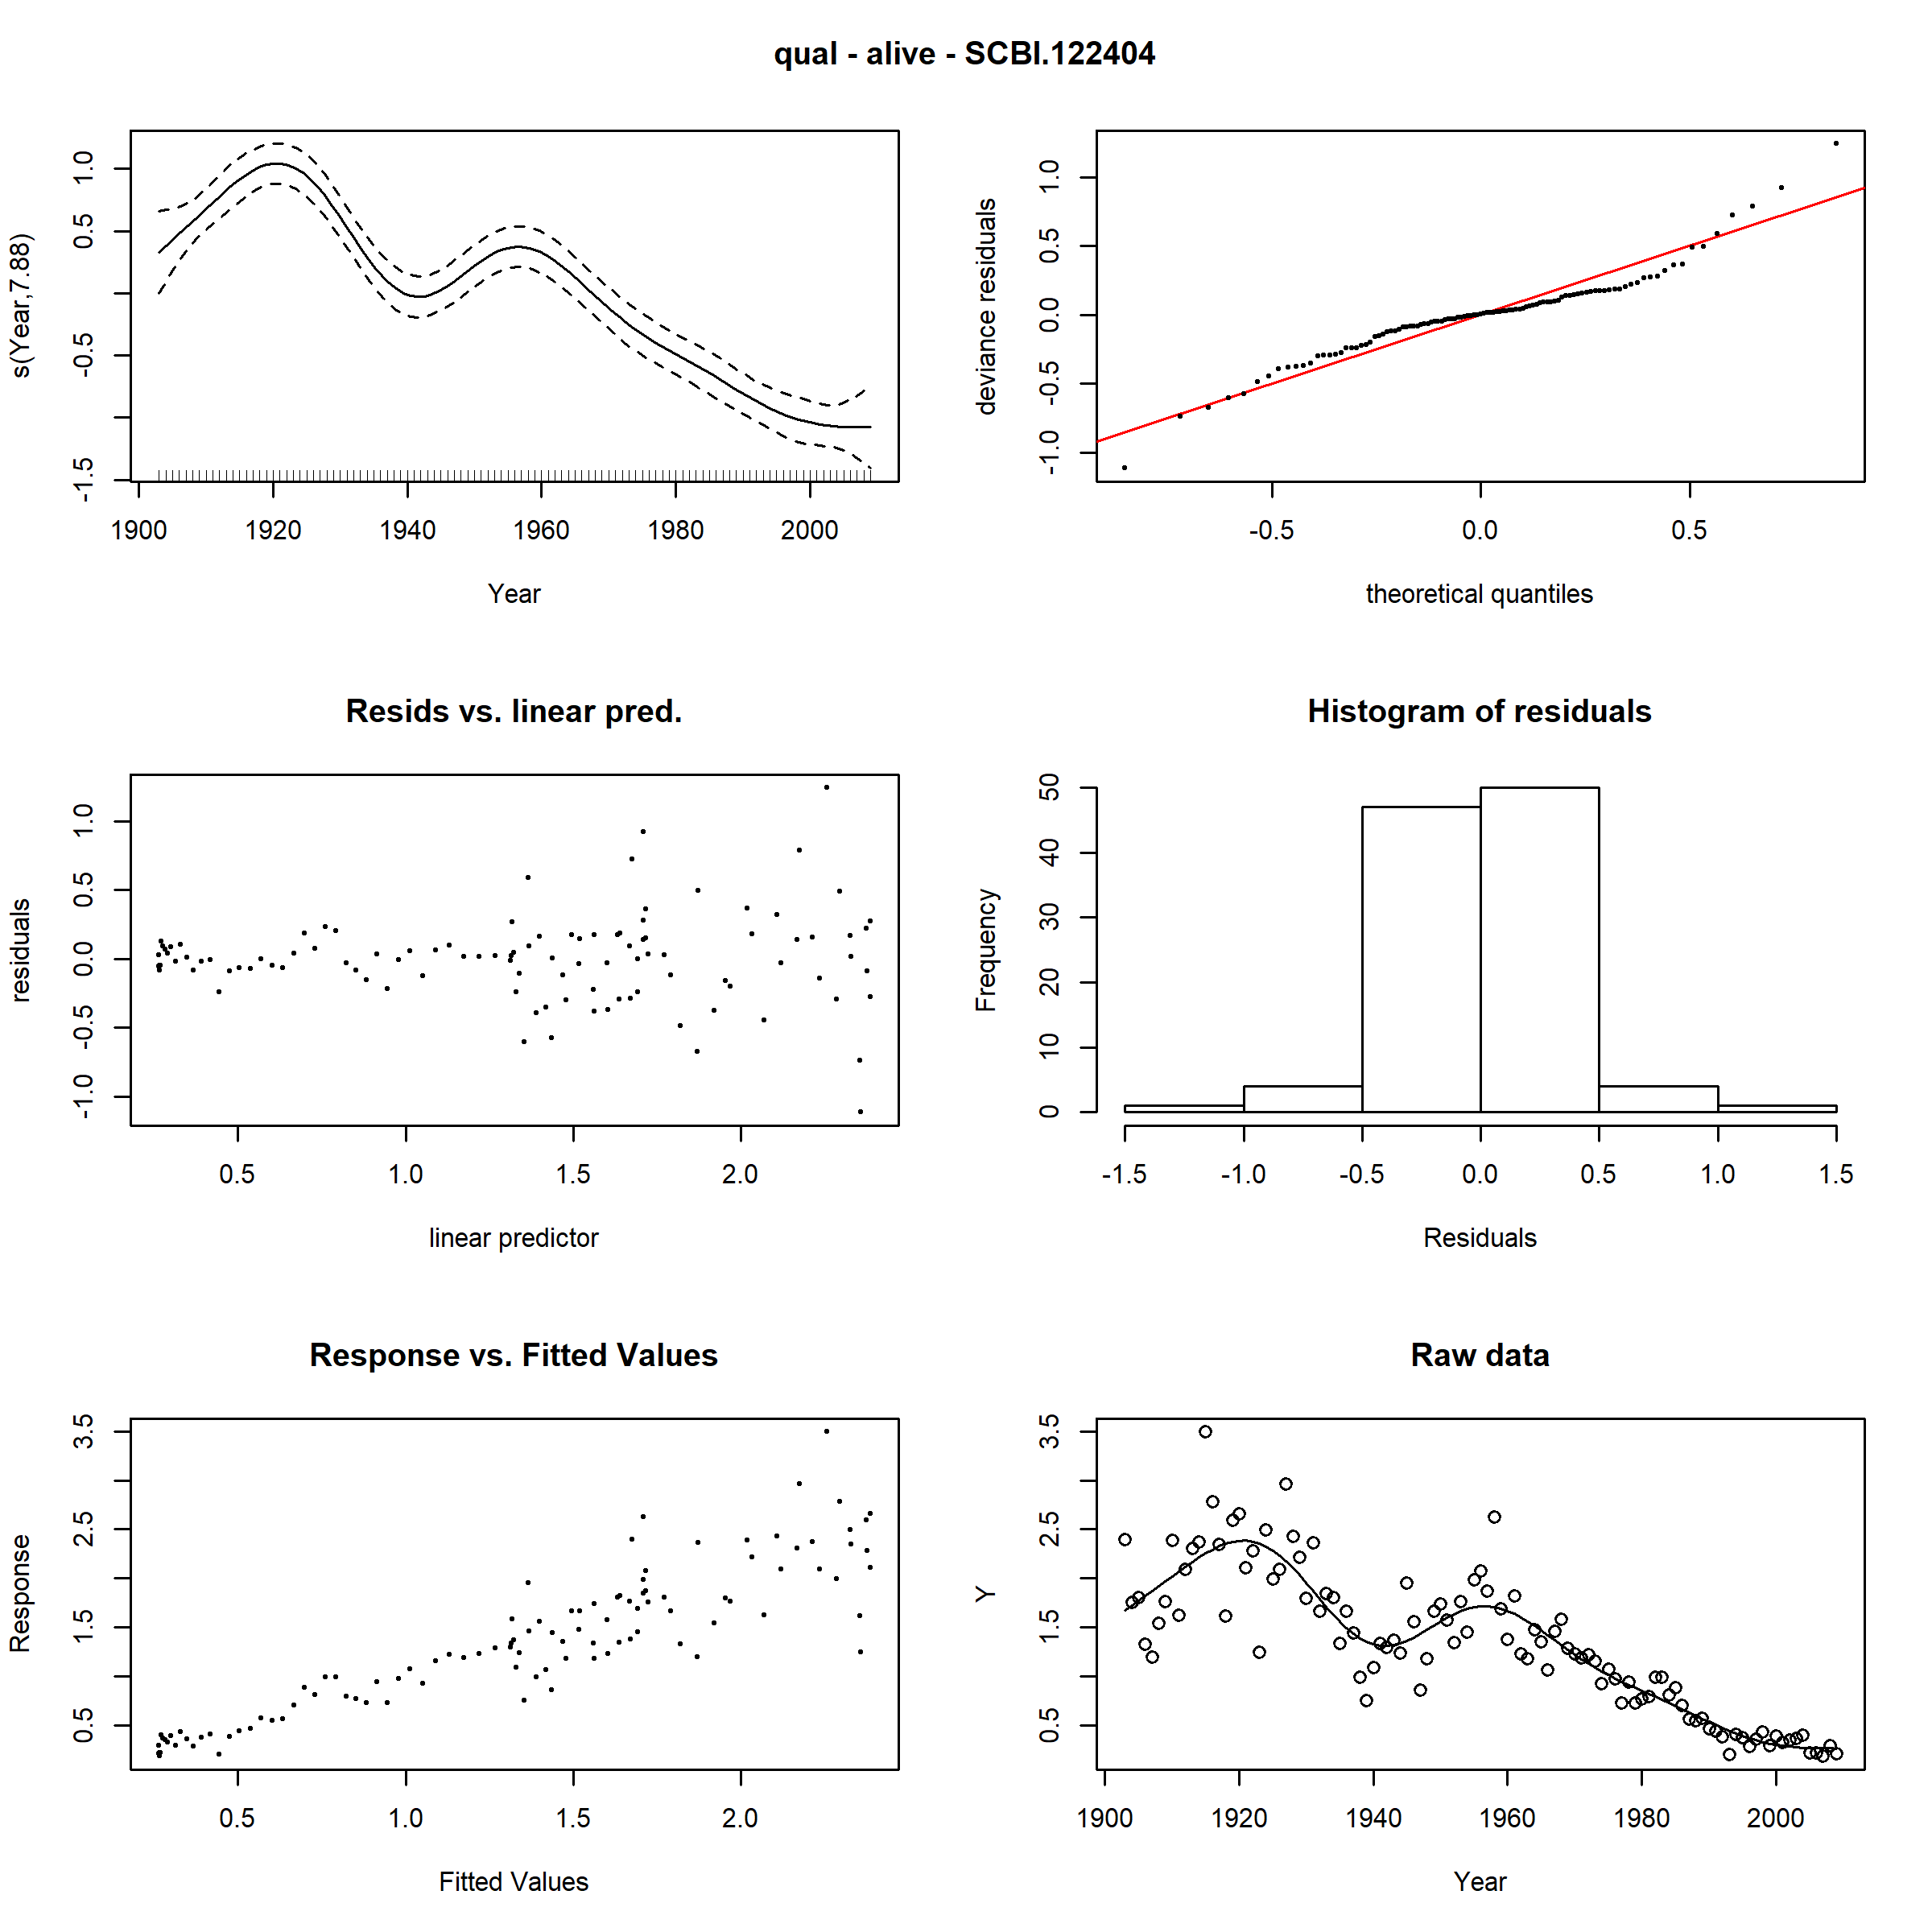 qual - alive - SCBI.122404
s(Year,7.88)
1.0
0.5
-0.5
-1.5
1900 1920 1940 1960 1980 2000
Year
deviance residuals
1.0
0.5
0.0
-0.5
-1.0
-0.5 0.0 0.5
theoretical quantiles
Resids vs. linear pred.
residuals
1.0
0.5
0.0
-0.5
-1.0
0.5 1.0 1.5 2.0
linear predictor
Histogram of residuals
Frequency
50
40
30
20
10
0
-1.5 -1.0 -0.5 0.0 0.5 1.0 1.5
Residuals
Response vs. Fitted Values
Response
3.5
2.5
1.5
0.5
0.5 1.0 1.5 2.0
Fitted Values
Raw data
Y
3.5
2.5
1.5
0.5
1900 1920 1940 1960 1980 2000
Year